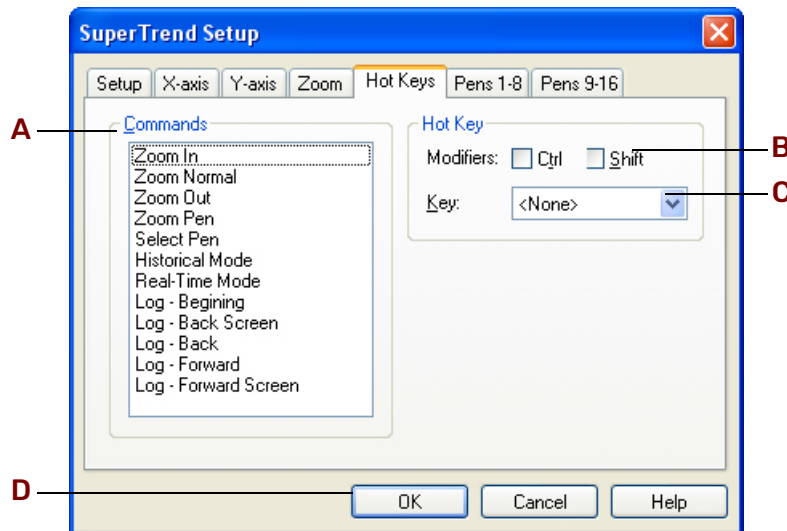 SuperTrend Setup
Setup X-axis Y-axis Zoom Hot Keys Pens 1-8 Pens 9-16
A
Commands
Zoom In
Zoom Normal
Zoom Out
Zoom Pen
Select Pen
Historical Mode
Real-Time Mode
Log - Begining
Log - Back Screen
Log - Back
Log - Forward
Log - Forward Screen
Hot Key
Modifiers: Ctrl Shift
B
Key: <None>
C
D
OK Cancel Help